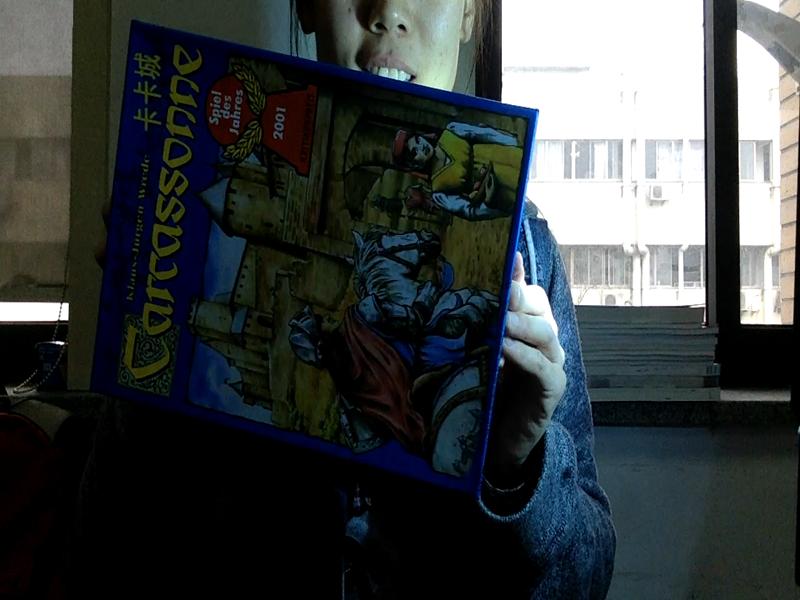 卡卡城
Klaus-Jürgen Wrede
Carcassonne
Spiel
des
Jahres
2001